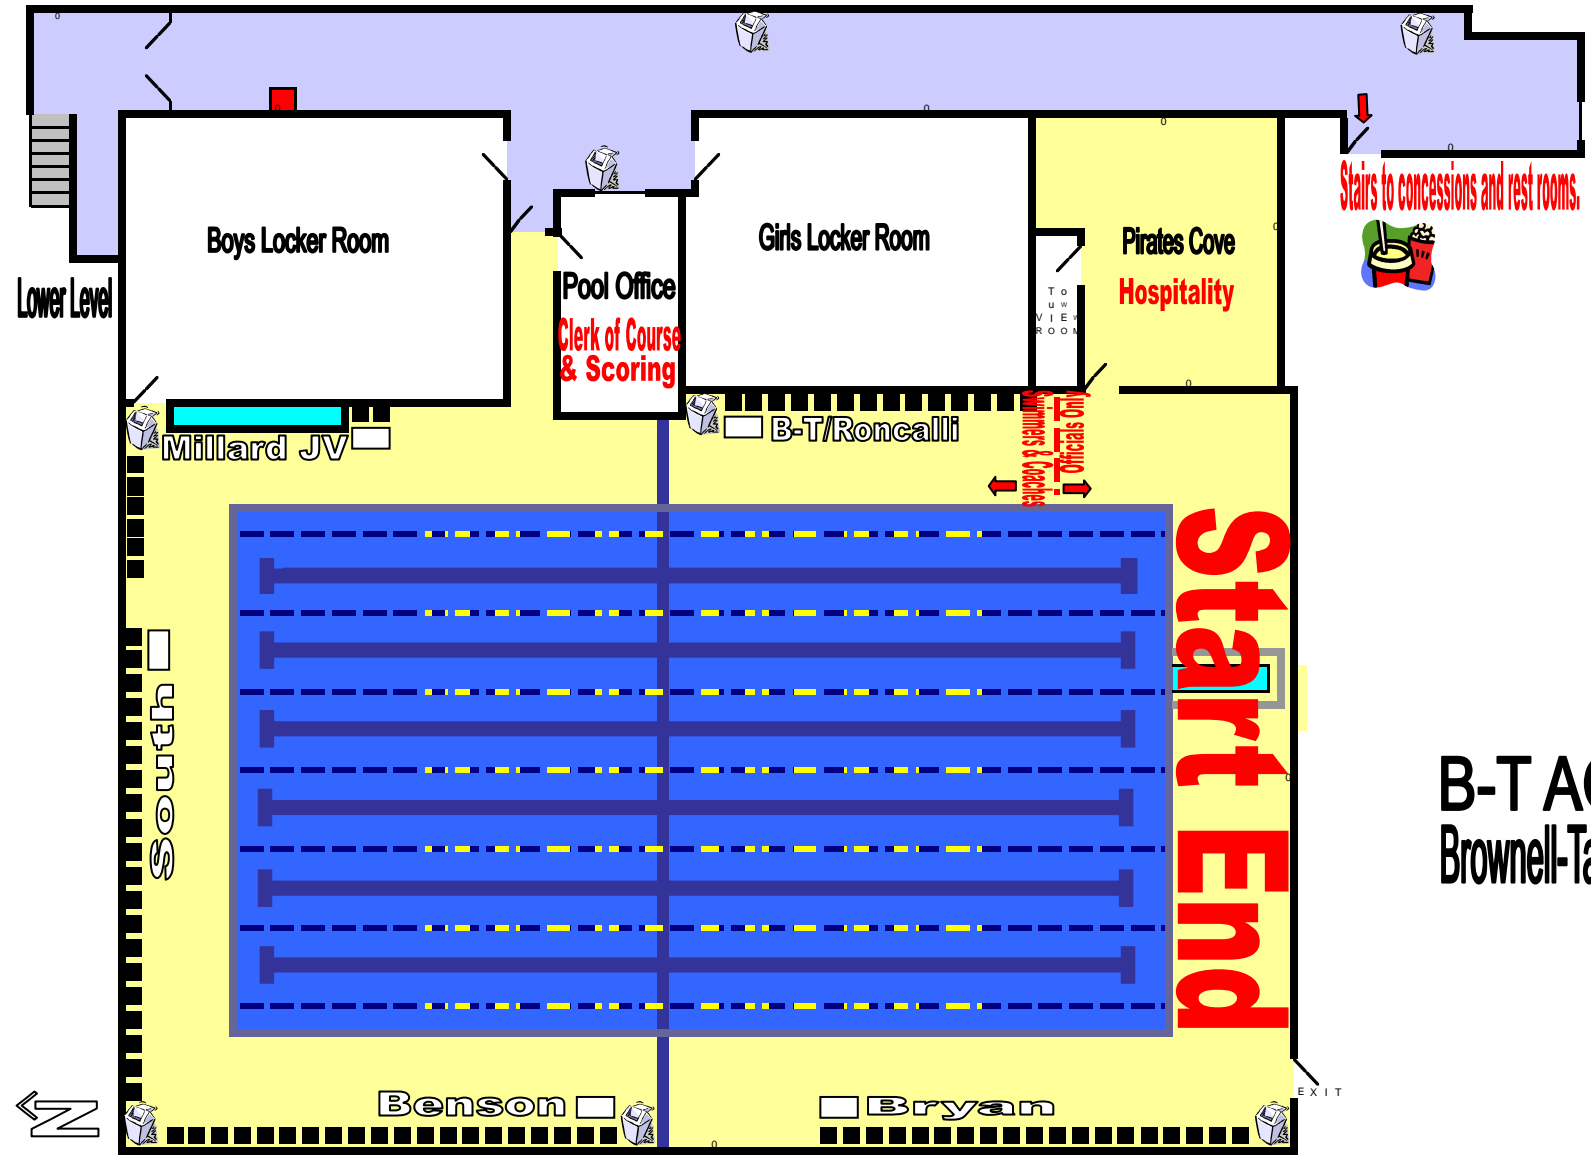 Stairs to concessions and rest rooms.
Boys Locker Room
Girls Locker Room
Pirates Cove
Hospitality
Lower Level
Pool Office
Clerk of Course
& Scoring
To
uw
VIEW
ROOM
Millard JV
B-T/Roncalli
Swimmers & Coaches
Officials Only
South
Start End
B-T A
Brownell-Ta
Benson
Bryan
EXIT
N